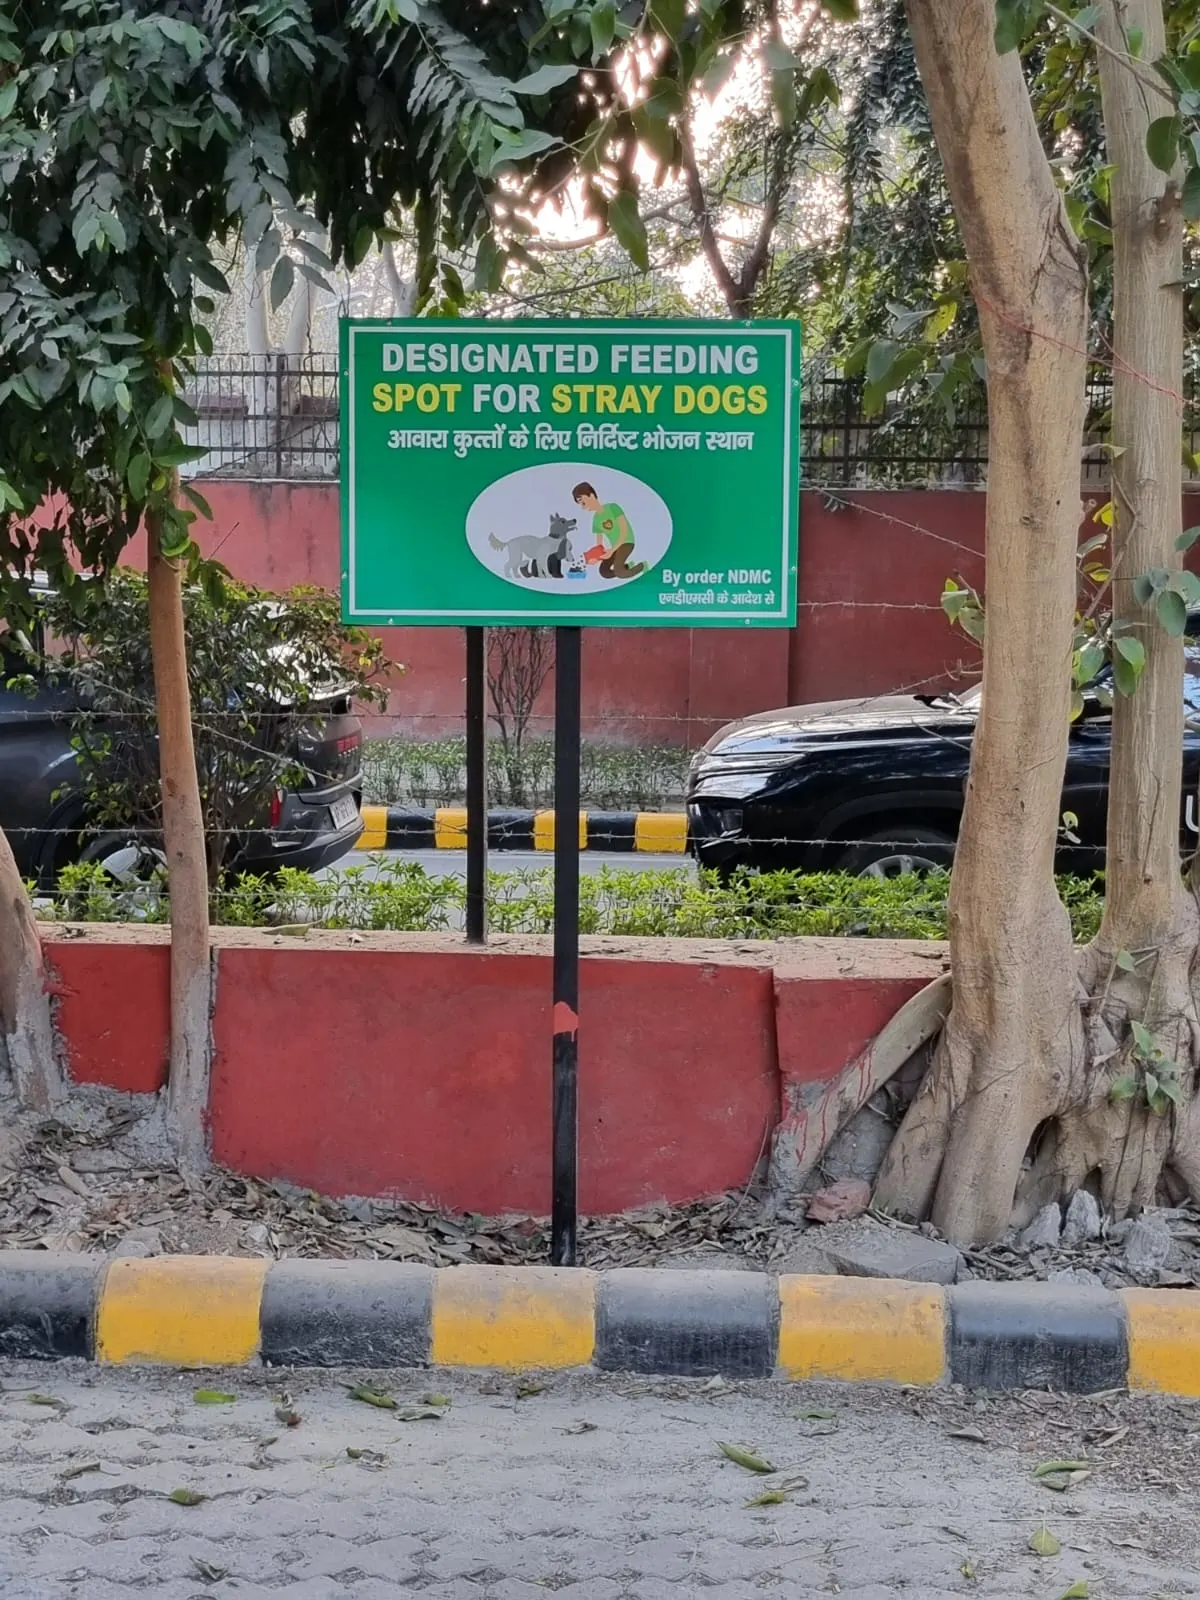 DESIGNATED FEEDING
SPOT FOR STRAY DOGS
आवारा कुत्तों के लिए निर्दिष्ट भोजन स्थान
By order NDMC
एनडीएमसी के आदेश से